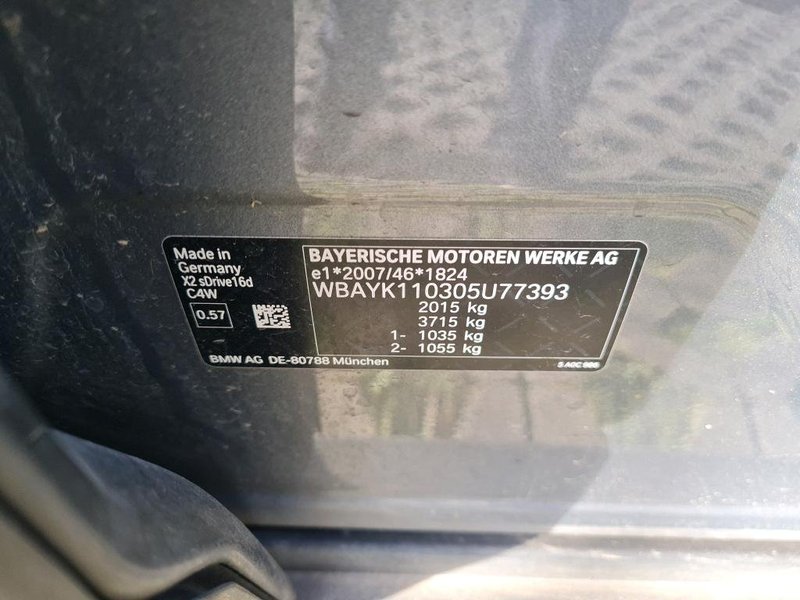 Made in
Germany
X2 sDrive16d
C4W
0.57
BAYERISCHE MOTOREN WERKE AG
e1*2007/46*1824
WBAYK110305U77393
2015 kg
3715 kg
1- 1035 kg
2- 1055 kg
BMW AG DE-80788 München